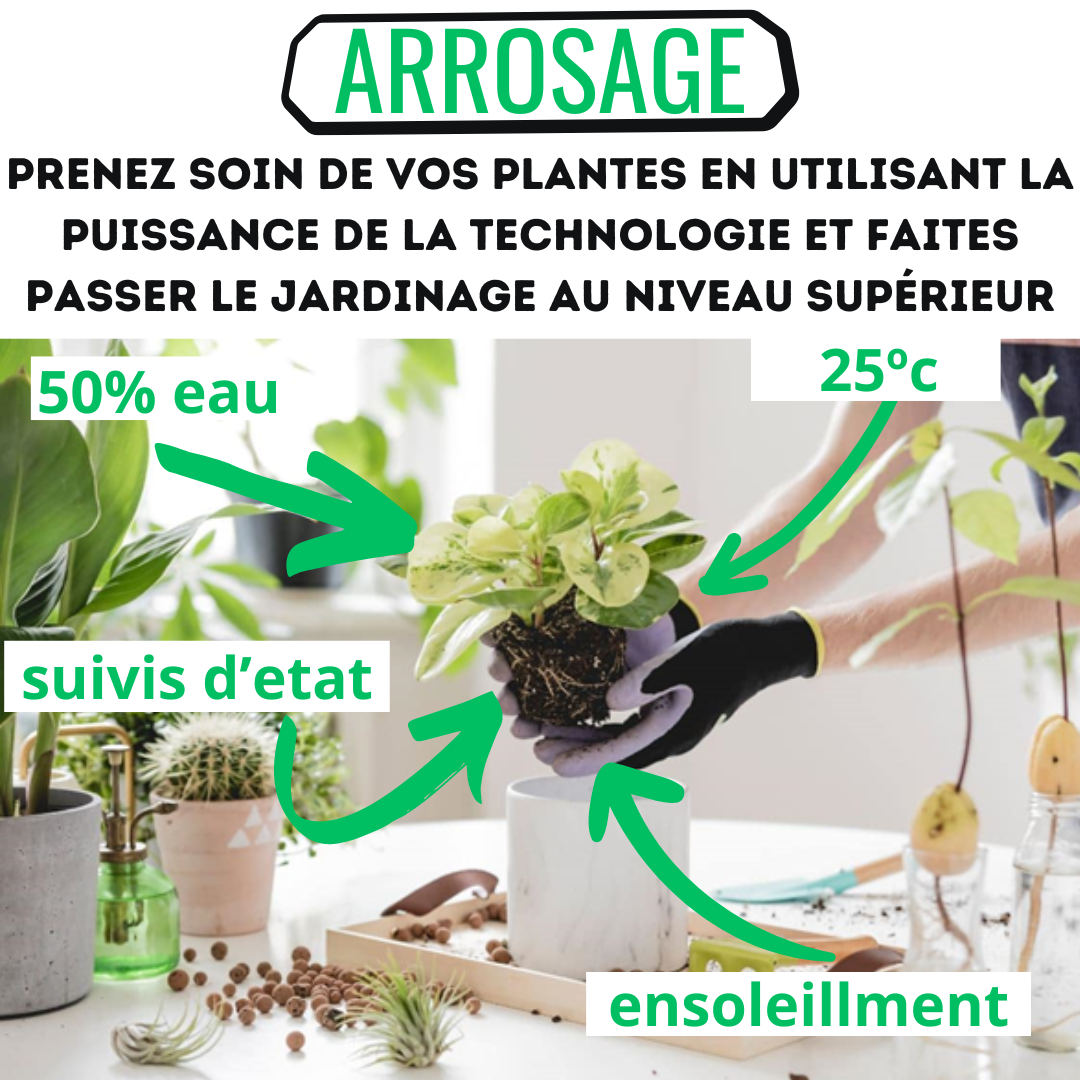 ARROSAGE
PRENEZ SOIN DE VOS PLANTES EN UTILISANT LA
PUISSANCE DE LA TECHNOLOGIE ET FAITES
PASSER LE JARDINAGE AU NIVEAU SUPÉRIEUR
50% eau
25ºc
suivis d’etat
ensoleillment